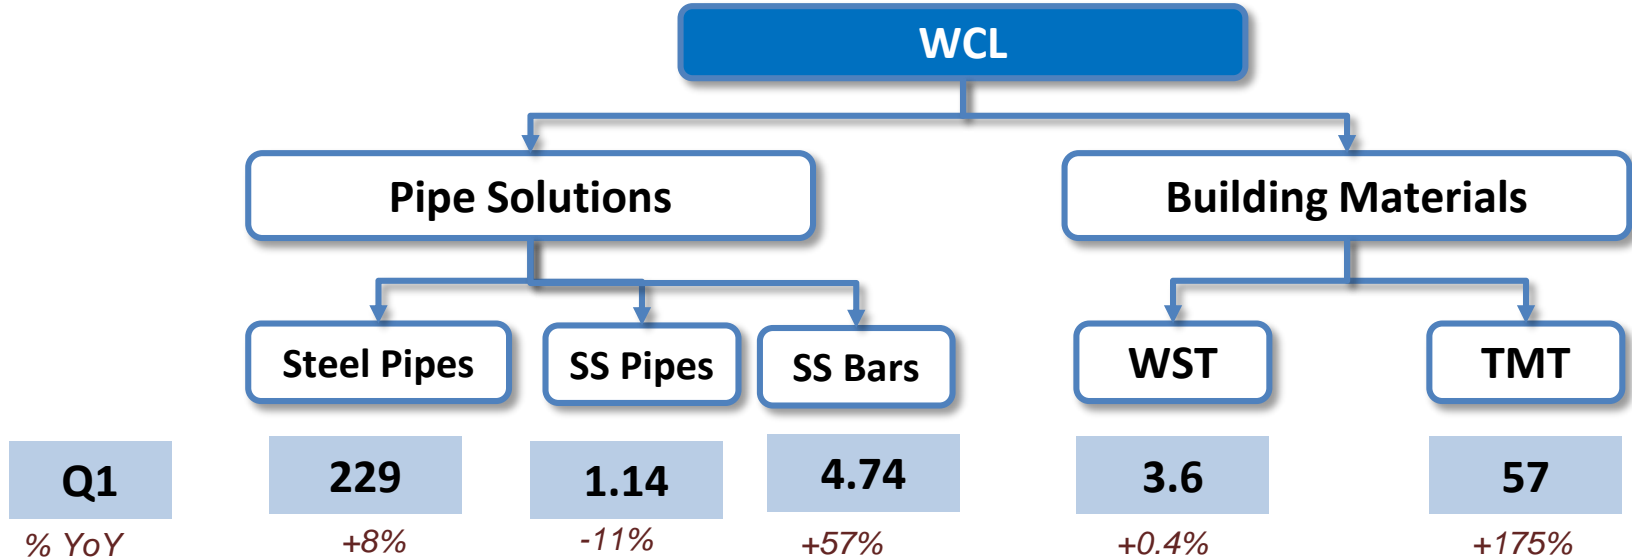 WCL
Pipe Solutions
Building Materials
Steel Pipes
SS Pipes
SS Bars
WST
TMT
Q1
229
1.14
4.74
3.6
57
% YoY
+8%
-11%
+57%
+0.4%
+175%